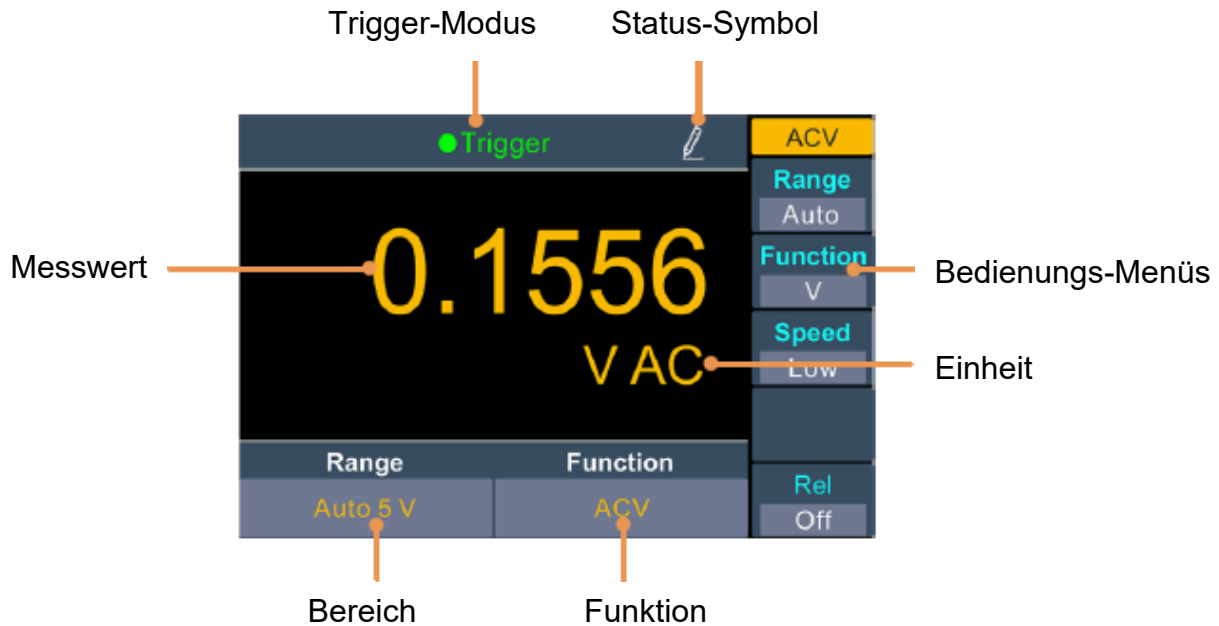 Trigger-Modus
Status-Symbol
Trigger
ACV
Range
Auto
Messwert
0.1556
Function
V
Bedienungs-Menüs
Speed
V AC
Low
Einheit
Range
Function
Auto 5 V
ACV
Rel
Off
Bereich
Funktion